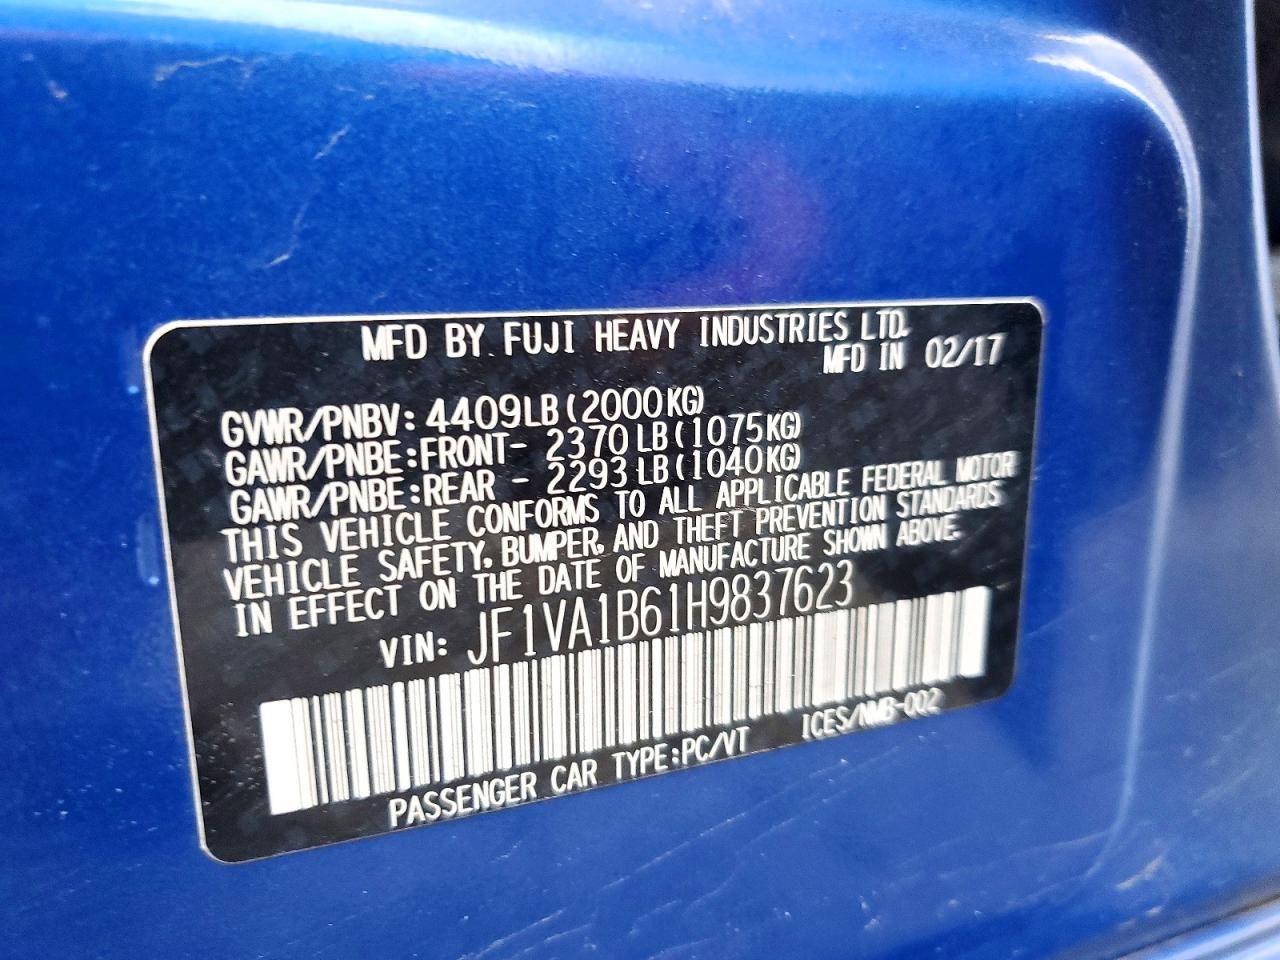 MFD BY FUJI HEAVY INDUSTRIES LTD.
MFD IN 02/17
GVWR/PNBV: 4409LB(2000KG)
GAWR/PNBE:FRONT- 2370LB(1075KG)
GAWR/PNBE:REAR - 2293LB(1040KG)
THIS VEHICLE CONFORMS TO ALL APPLICABLE FEDERAL MOTOR
VEHICLE SAFETY, BUMPER, AND THEFT PREVENTION STANDARDS
IN EFFECT ON THE DATE OF MANUFACTURE SHOWN ABOVE.
VIN: JF1VA1B61H9837623
PASSENGER CAR TYPE:PC/VT ICES/NMB-002